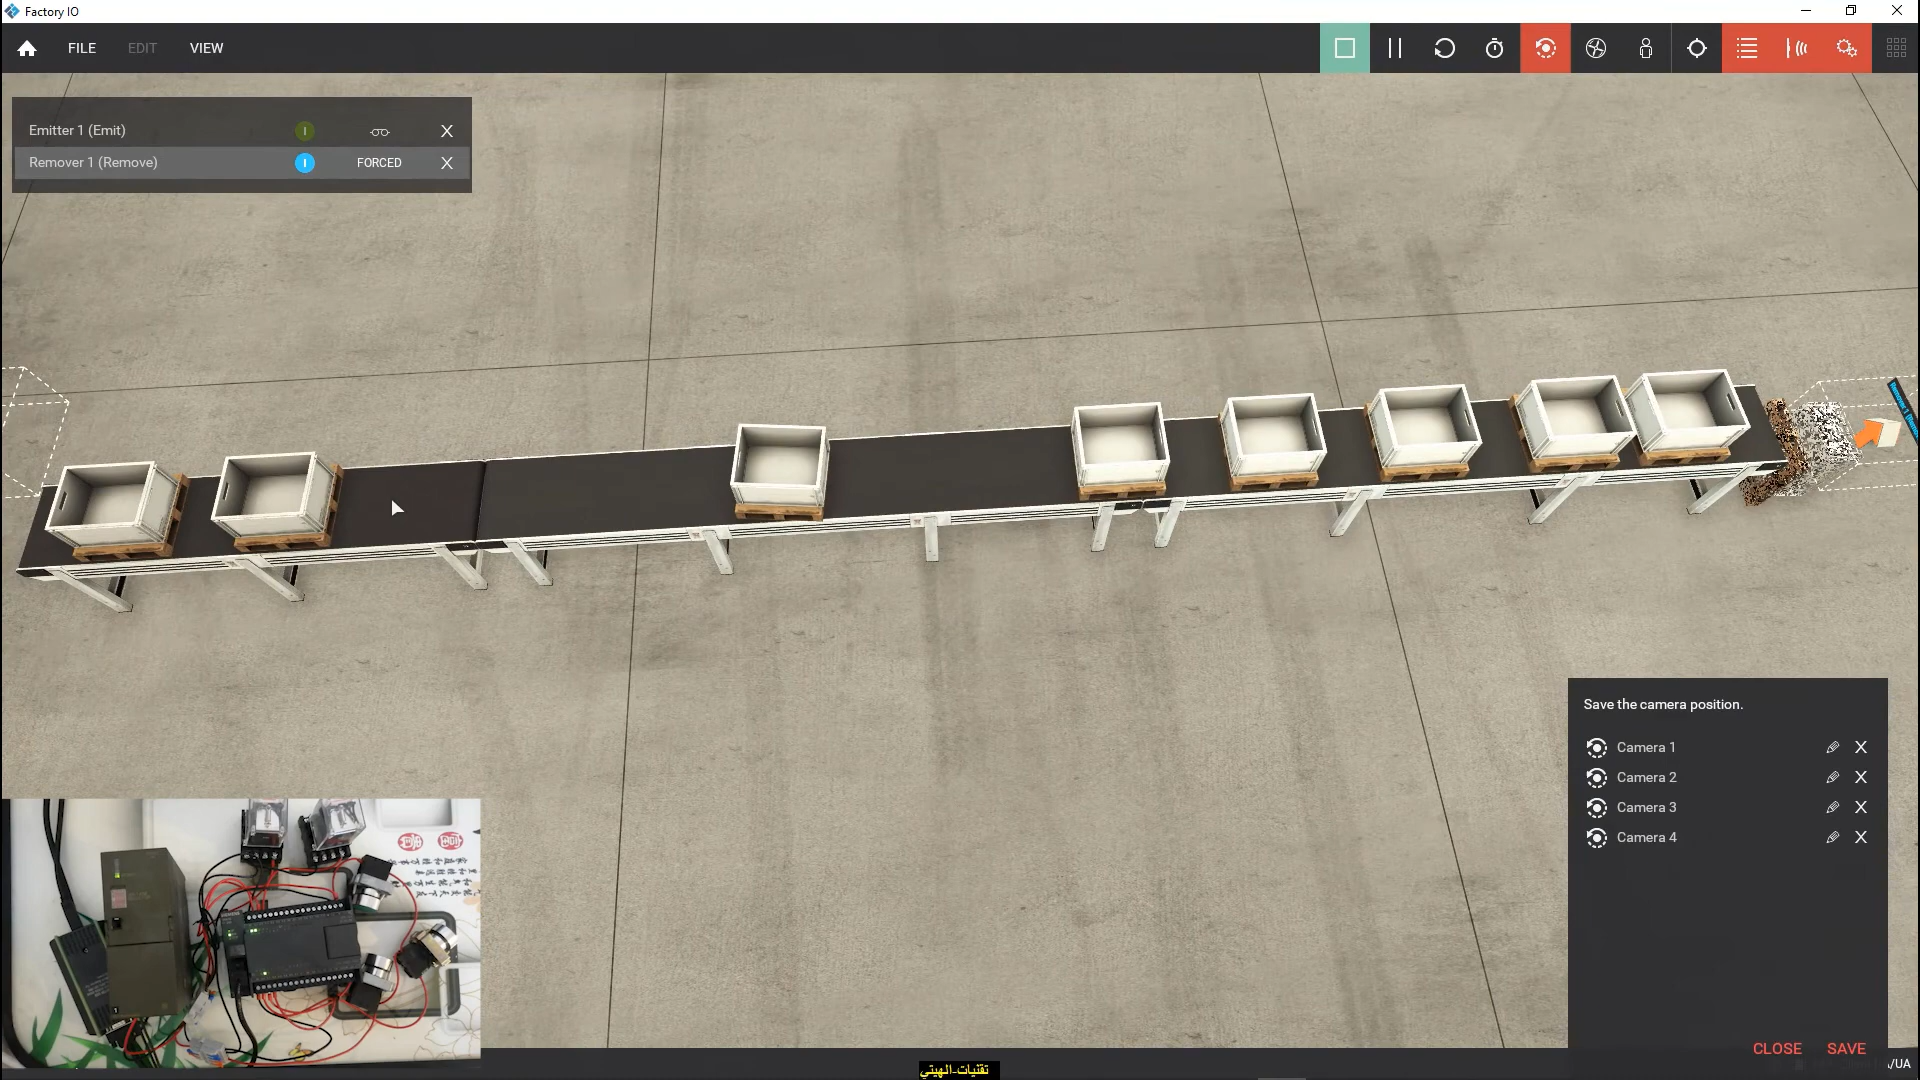 Factory IO
FILE EDIT VIEW
Emitter 1 (Emit)
Remover 1 (Remove) FORCED X
Save the camera position.
Camera 1 X
Camera 2 X
Camera 3 X
Camera 4 X
CLOSE SAVE
/UA
تقنيات-الهيتي